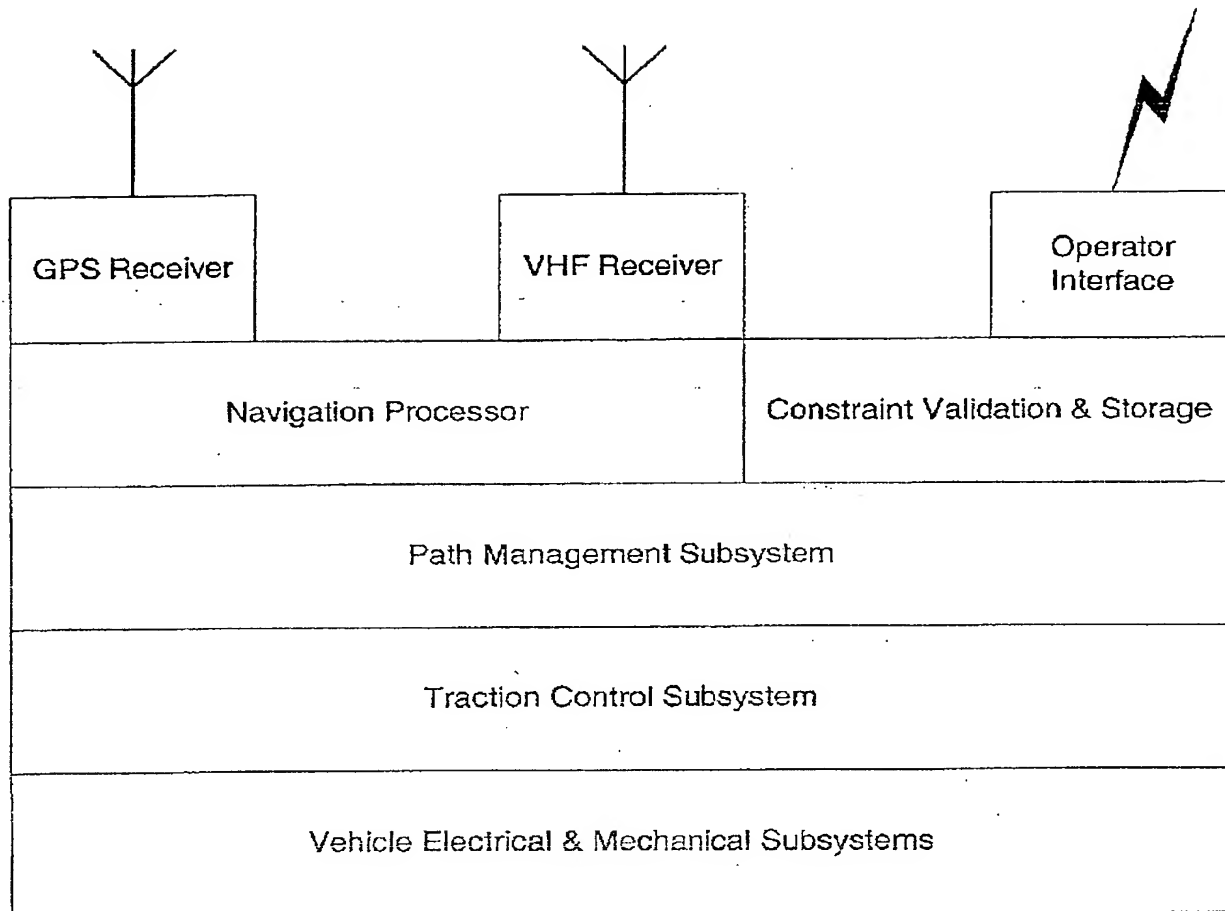 GPS Receiver
VHF Receiver
Operator
Interface
Navigation Processor
Constraint Validation & Storage
Path Management Subsystem
Traction Control Subsystem
Vehicle Electrical & Mechanical Subsystems